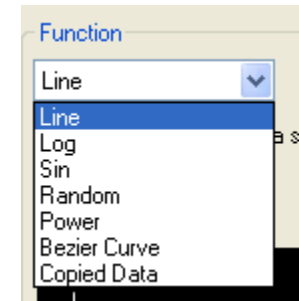 Function
Line
Line
Log
Sin
Random
Power
Bezier Curve
Copied Data